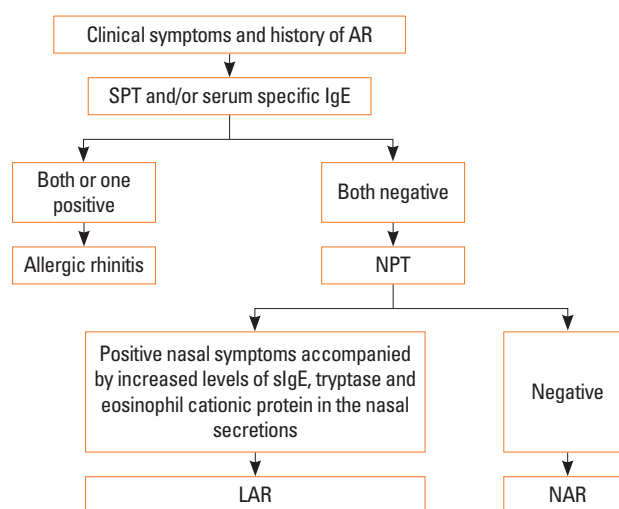 Clinical symptoms and history of AR
SPT and/or serum specific IgE
Both or one
positive
Both negative
Allergic rhinitis
NPT
Positive nasal symptoms accompanied
by increased levels of sIgE, tryptase and
eosinophil cationic protein in the nasal
secretions
Negative
LAR
NAR